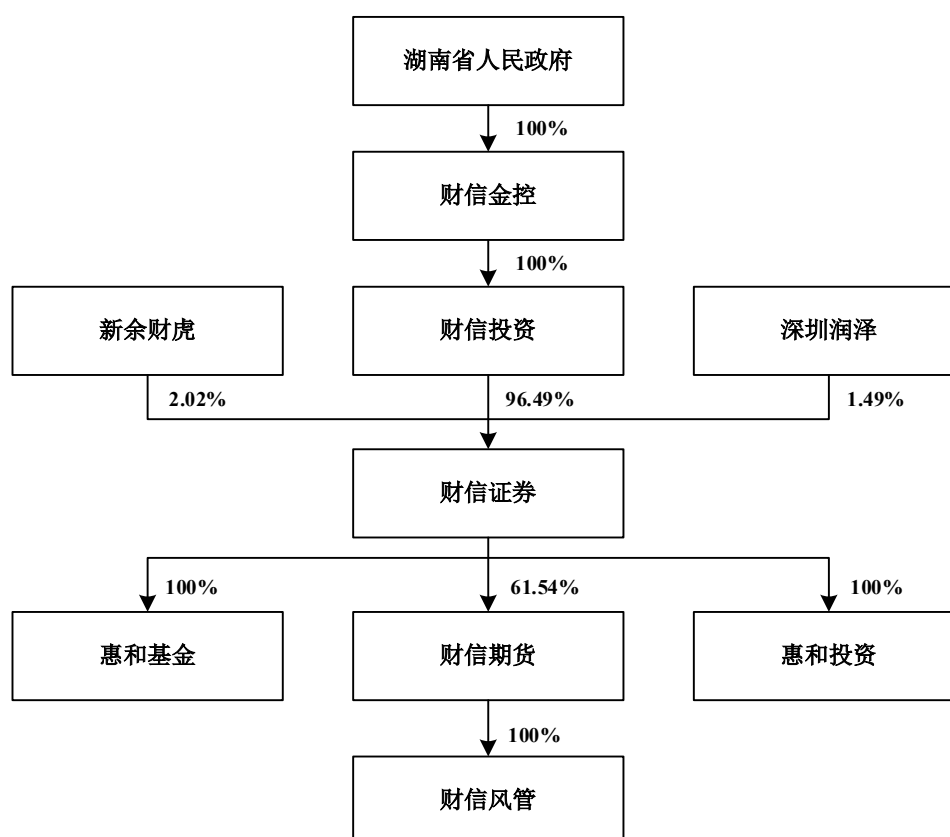 湖南省人民政府
100%
财信金控
100%
新余财虎
财信投资
深圳润泽
2.02%
96.49%
1.49%
财信证券
100%
61.54%
100%
惠和基金
财信期货
惠和投资
100%
财信风管